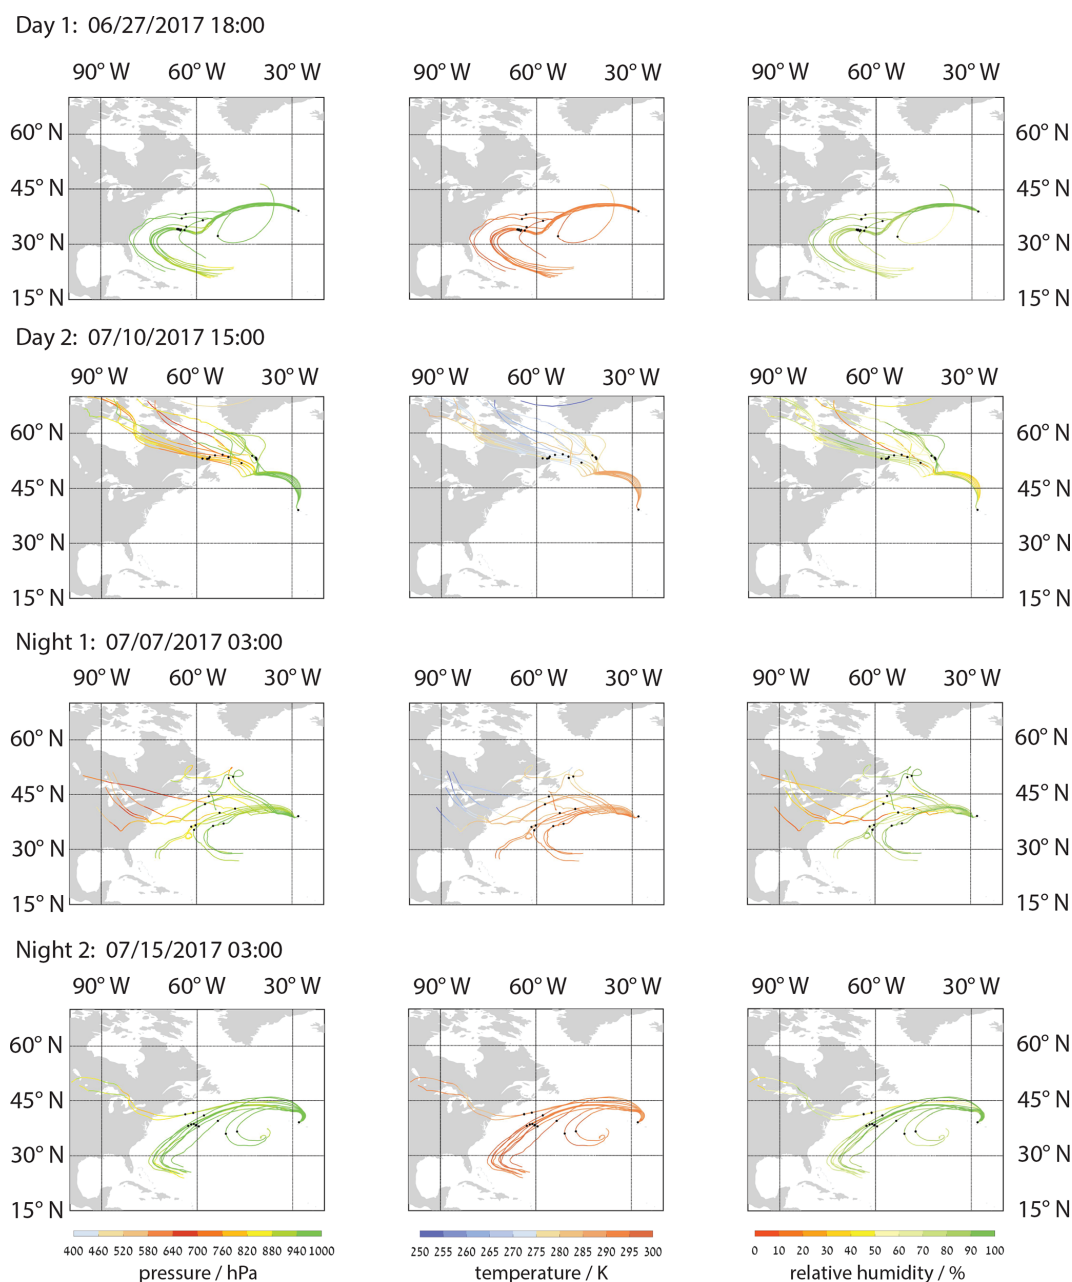 Day 1: 06/27/2017 18:00
90° W 60° W 30° W 90° W 60° W 30° W 90° W 60° W 30° W
60° N 60° N
45° N 45° N
30° N 30° N
15° N 15° N
Day 2: 07/10/2017 15:00
90° W 60° W 30° W 90° W 60° W 30° W 90° W 60° W 30° W
60° N 60° N
45° N 45° N
30° N 30° N
15° N 15° N
Night 1: 07/07/2017 03:00
90° W 60° W 30° W 90° W 60° W 30° W 90° W 60° W 30° W
60° N 60° N
45° N 45° N
30° N 30° N
15° N 15° N
Night 2: 07/15/2017 03:00
90° W 60° W 30° W 90° W 60° W 30° W 90° W 60° W 30° W
60° N 60° N
45° N 45° N
30° N 30° N
15° N 15° N
400 460 520 580 640 700 760 820 880 940 1000 250 255 260 265 270 275 280 285 290 295 300 0 10 20 30 40 50 60 70 80 90 100
pressure / hPa temperature / K relative humidity / %